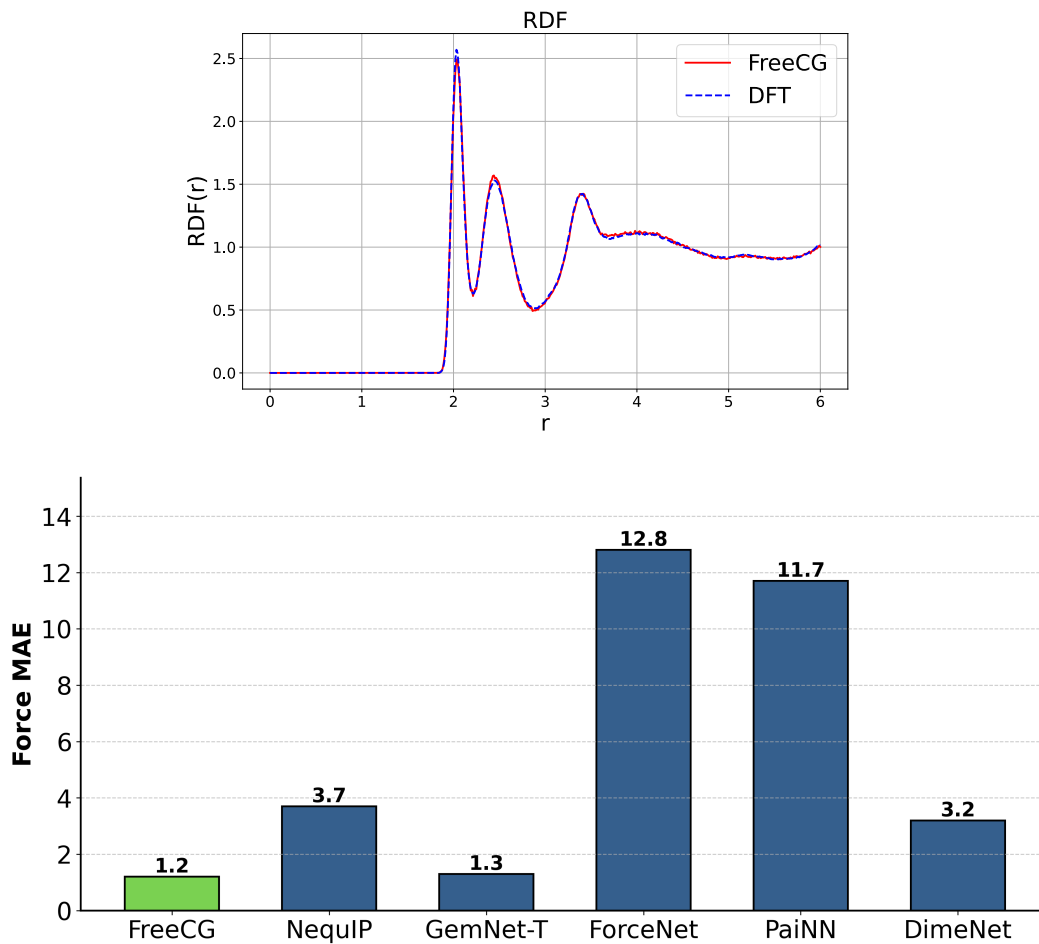 RDF
2.5
2.0
1.5
1.0
0.5
0.0
RDF(r)
FreeCG
DFT
0 1 2 3 4 5 6
r
14
12
10
8
6
4
2
0
Force MAE
1.2
3.7
1.3
12.8
11.7
3.2
FreeCG NequIP GemNet-T ForceNet PaiNN DimeNet